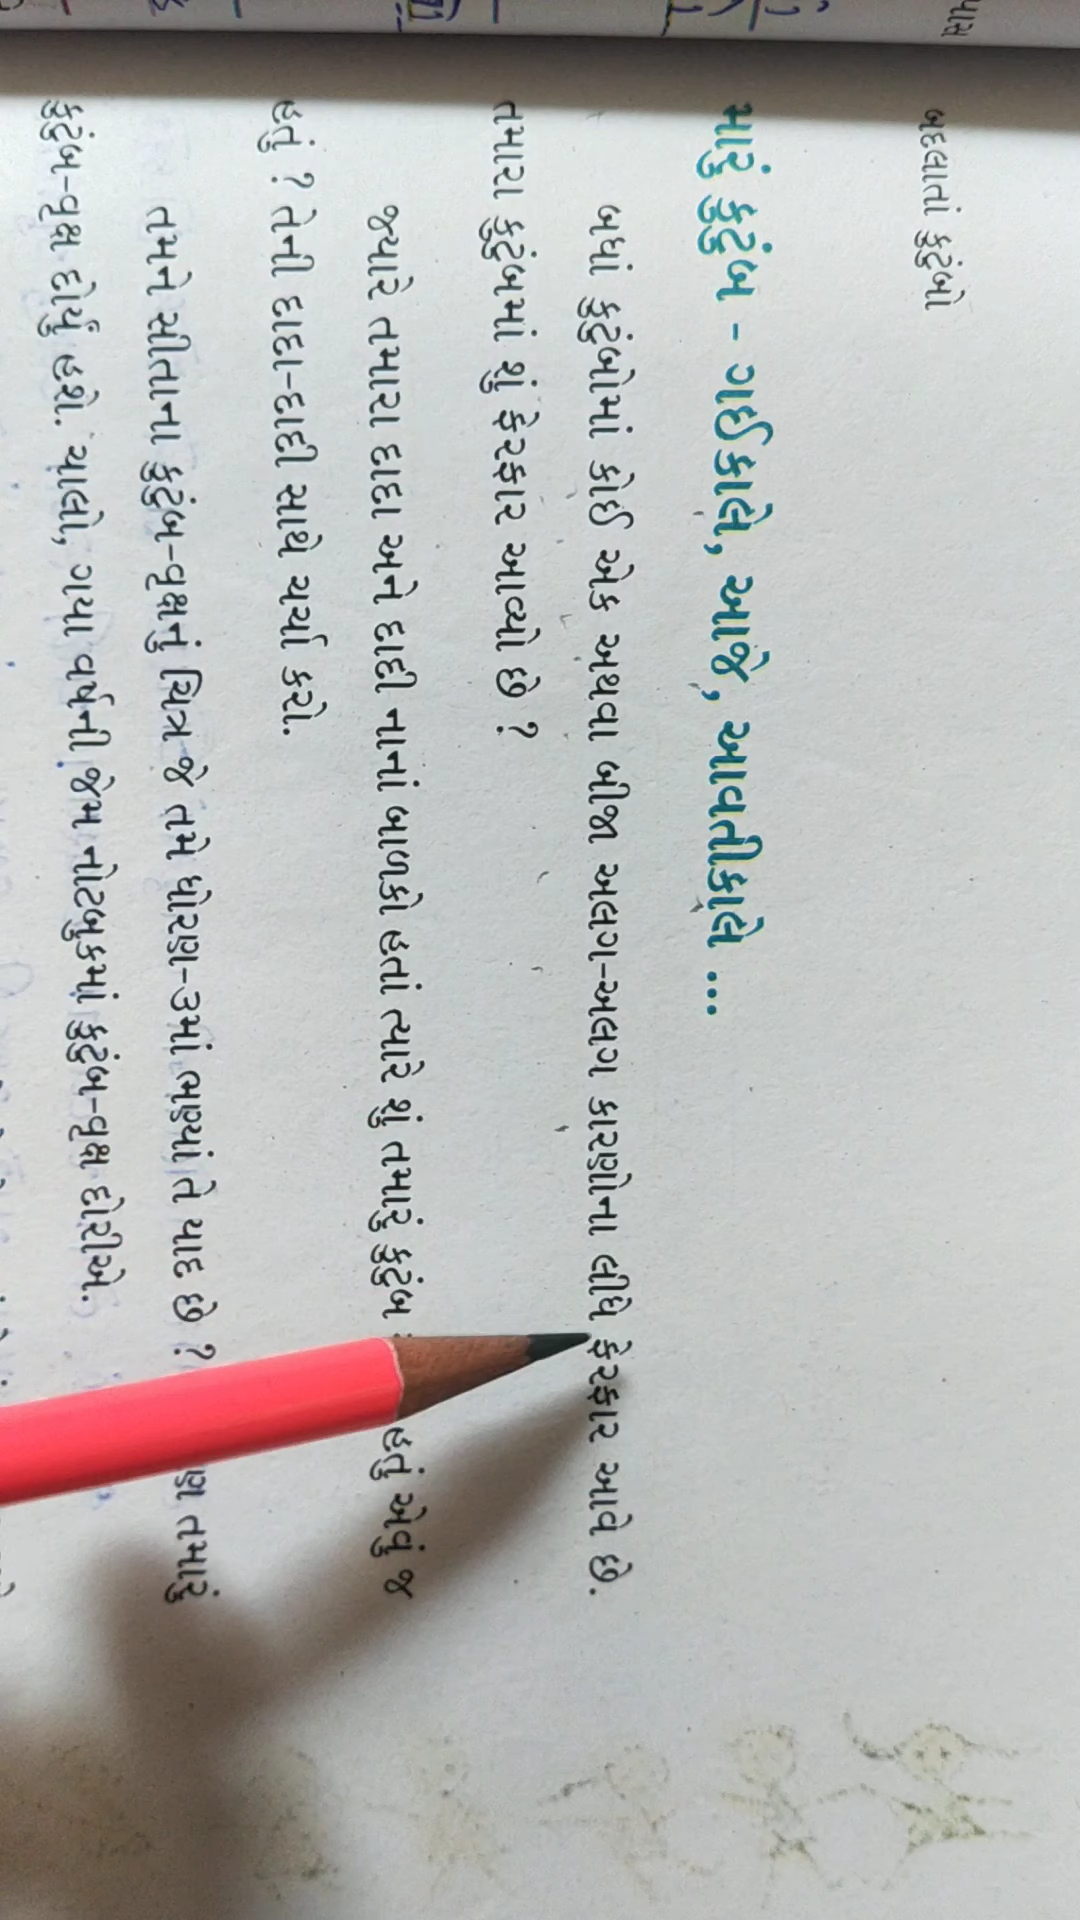 બદલાતાં કુટુંબો
મારું કુટુંબ - ગઈકાલે, આજે, આવતીકાલે ...
બધાં કુટુંબોમાં કોઈ એક અથવા બીજા અલગ-અલગ કારણોના લીધે ફેરફાર આવે છે.
તમારા કુટુંબમાં શું ફેરફાર આવ્યો છે ?
જ્યારે તમારા દાદા અને દાદી નાનાં બાળકો હતાં ત્યારે શું તમારું કુટુંબ હતું એવું જ
હતું ? તેની દાદા-દાદી સાથે ચર્ચા કરો.
તમને સીતાના કુટુંબ-વૃક્ષનું ચિત્ર જે તમે ધોરણ-૩માં ભણ્યાં તે યાદ છે ? તમારું
કુટુંબ-વૃક્ષ દોર્યું હશે. ચાલો, ગયા વર્ષની જેમ નોટબુકમાં કુટુંબ-વૃક્ષ દોરીએ.